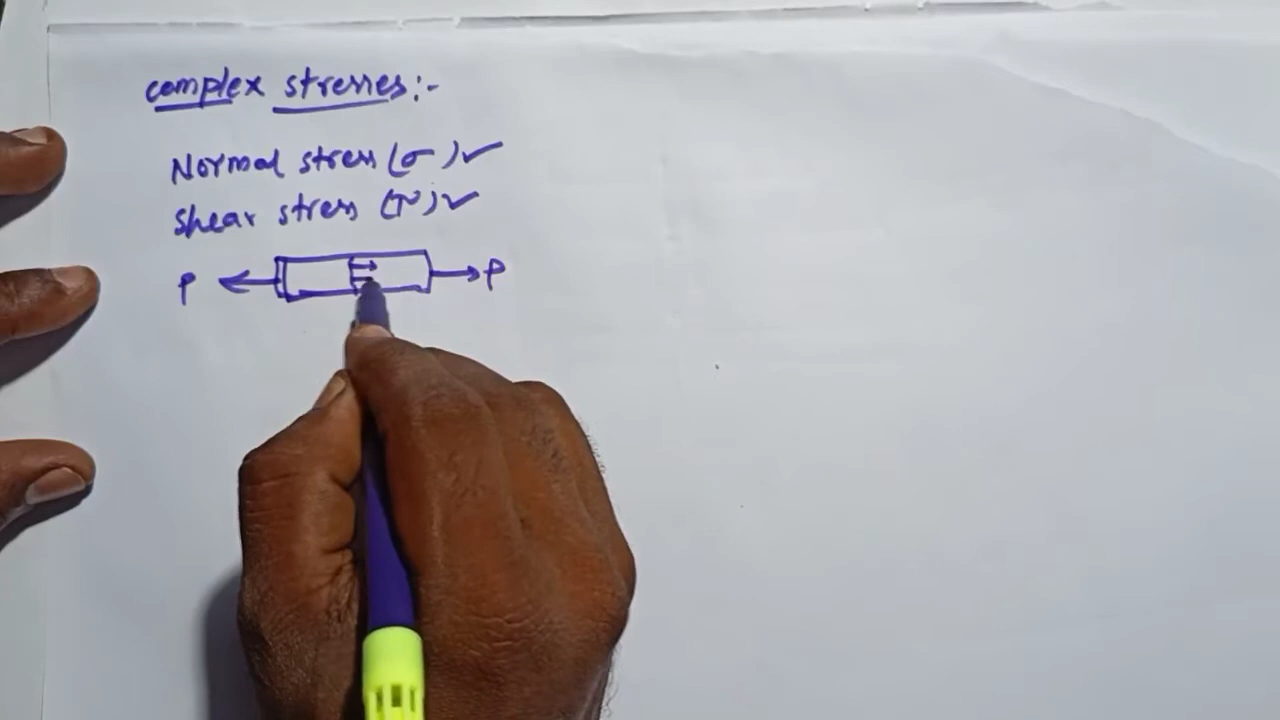 complex stresses:-
Normal stress (σ) ✓
Shear stress (τ) ✓
P P